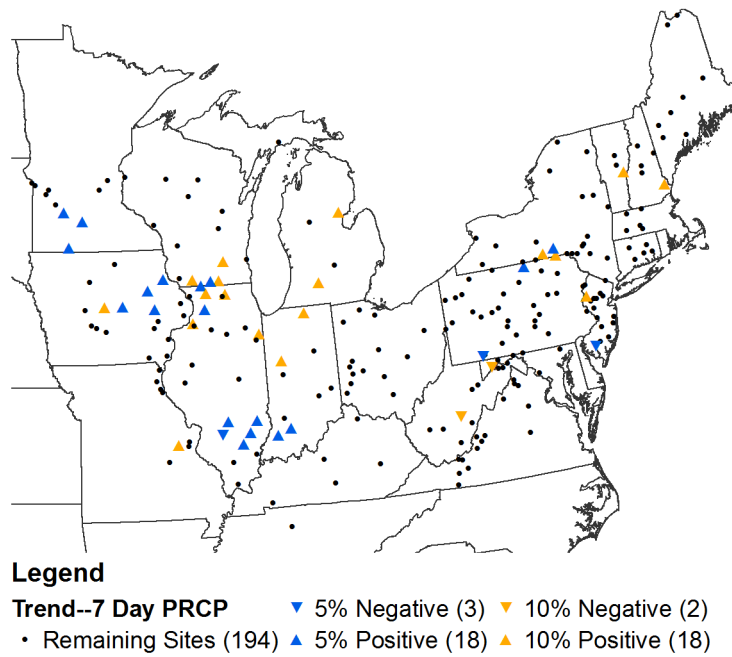 Legend
Trend--7 Day PRCP ▼ 5% Negative (3) ▼ 10% Negative (2)
• Remaining Sites (194) ▲ 5% Positive (18) ▲ 10% Positive (18)